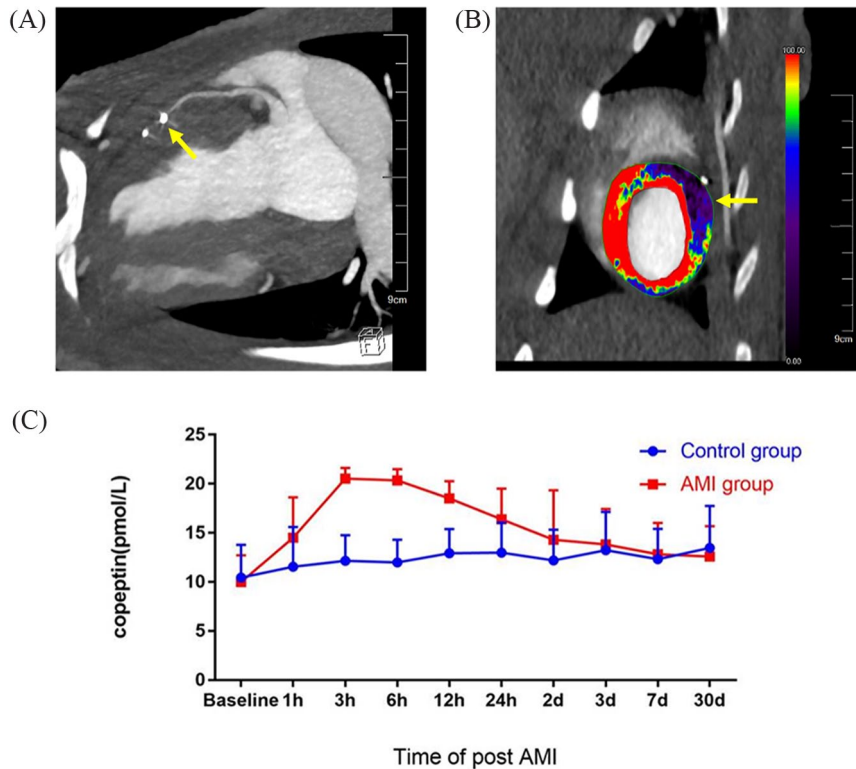 (A)
(B)
100.00
9cm
F
0.00
9cm
(C)
25
20
15
10
5
0
copeptin(pmol/L)
Control group
AMI group
Baseline 1h 3h 6h 12h 24h 2d 3d 7d 30d
Time of post AMI